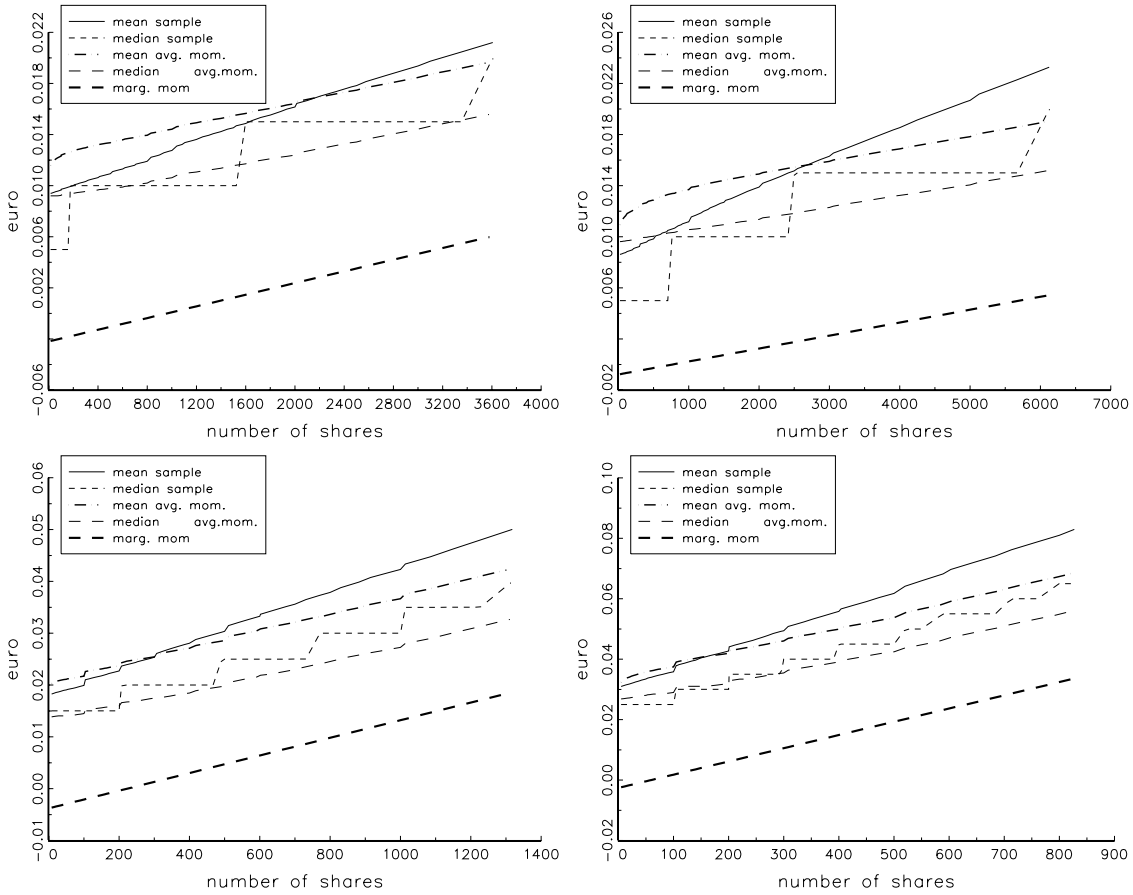 mean sample
median sample
mean avg. mom.
median avg.mom.
marg. mom
euro
0.022
0.018
0.014
0.010
0.006
0.002
−0.006
0 400 800 1200 1600 2000 2400 2800 3200 3600 4000
number of shares
mean sample
median sample
mean avg. mom.
median avg.mom.
marg. mom
euro
0.026
0.022
0.018
0.014
0.010
0.006
−0.002
0 1000 2000 3000 4000 5000 6000 7000
number of shares
mean sample
median sample
mean avg. mom.
median avg.mom.
marg. mom
euro
0.06
0.05
0.04
0.03
0.02
0.01
0.00
−0.01
0 200 400 600 800 1000 1200 1400
number of shares
mean sample
median sample
mean avg. mom.
median avg.mom.
marg. mom
euro
0.10
0.08
0.06
0.04
0.02
0.00
−0.02
0 100 200 300 400 500 600 700 800 900
number of shares